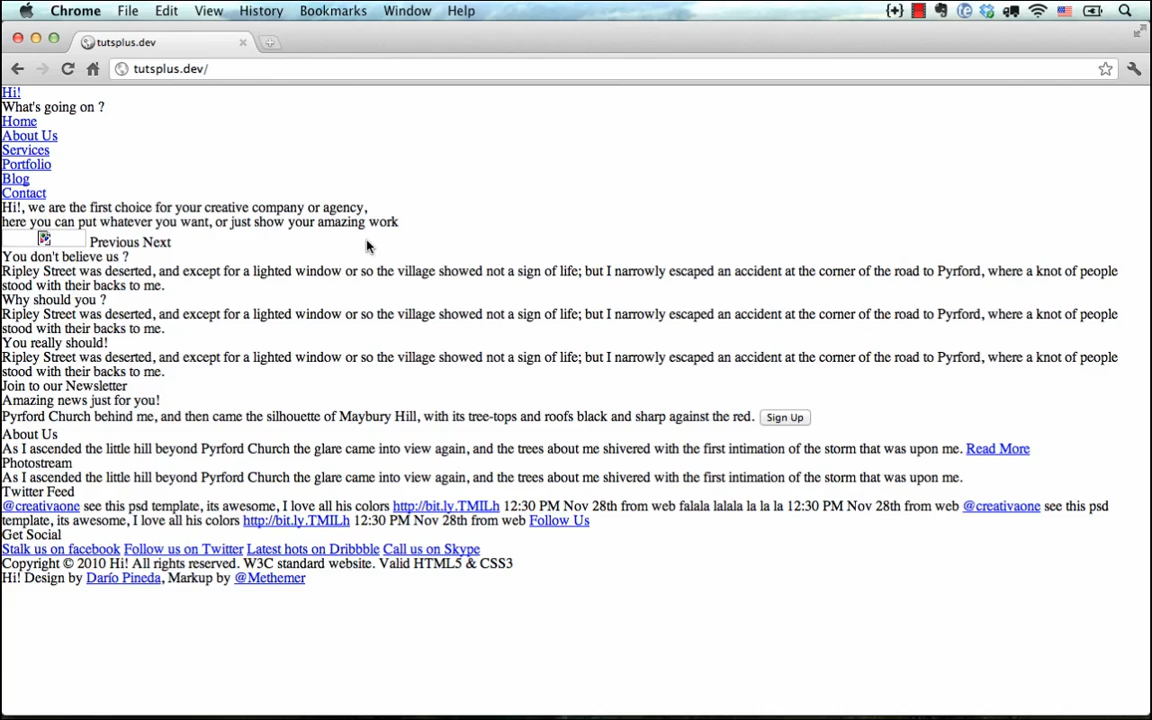 Chrome File Edit View History Bookmarks Window Help
tutsplus.dev
tutsplus.dev/
Hi!
What's going on ?
Home
About Us
Services
Portfolio
Blog
Contact
Hi!, we are the first choice for your creative company or agency,
here you can put whatever you want, or just show your amazing work
Previous Next
You don't believe us ?
Ripley Street was deserted, and except for a lighted window or so the village showed not a sign of life; but I narrowly escaped an accident at the corner of the road to Pyrford, where a knot of people
stood with their backs to me.
Why should you ?
Ripley Street was deserted, and except for a lighted window or so the village showed not a sign of life; but I narrowly escaped an accident at the corner of the road to Pyrford, where a knot of people
stood with their backs to me.
You really should!
Ripley Street was deserted, and except for a lighted window or so the village showed not a sign of life; but I narrowly escaped an accident at the corner of the road to Pyrford, where a knot of people
stood with their backs to me.
Join to our Newsletter
Amazing news just for you!
Pyrford Church behind me, and then came the silhouette of Maybury Hill, with its tree-tops and roofs black and sharp against the red. Sign Up
About Us
As I ascended the little hill beyond Pyrford Church the glare came into view again, and the trees about me shivered with the first intimation of the storm that was upon me. Read More
Photostream
As I ascended the little hill beyond Pyrford Church the glare came into view again, and the trees about me shivered with the first intimation of the storm that was upon me.
Twitter Feed
@creativaone see this psd template, its awesome, I love all his colors http://bit.ly.TMILh 12:30 PM Nov 28th from web falala lalala la la la 12:30 PM Nov 28th from web @creativaone see this psd
template, its awesome, I love all his colors http://bit.ly.TMILh 12:30 PM Nov 28th from web Follow Us
Get Social
Stalk us on facebook Follow us on Twitter Latest hots on Dribbble Call us on Skype
Copyright © 2010 Hi! All rights reserved. W3C standard website. Valid HTML5 & CSS3
Hi! Design by Darío Pineda, Markup by @Methemer